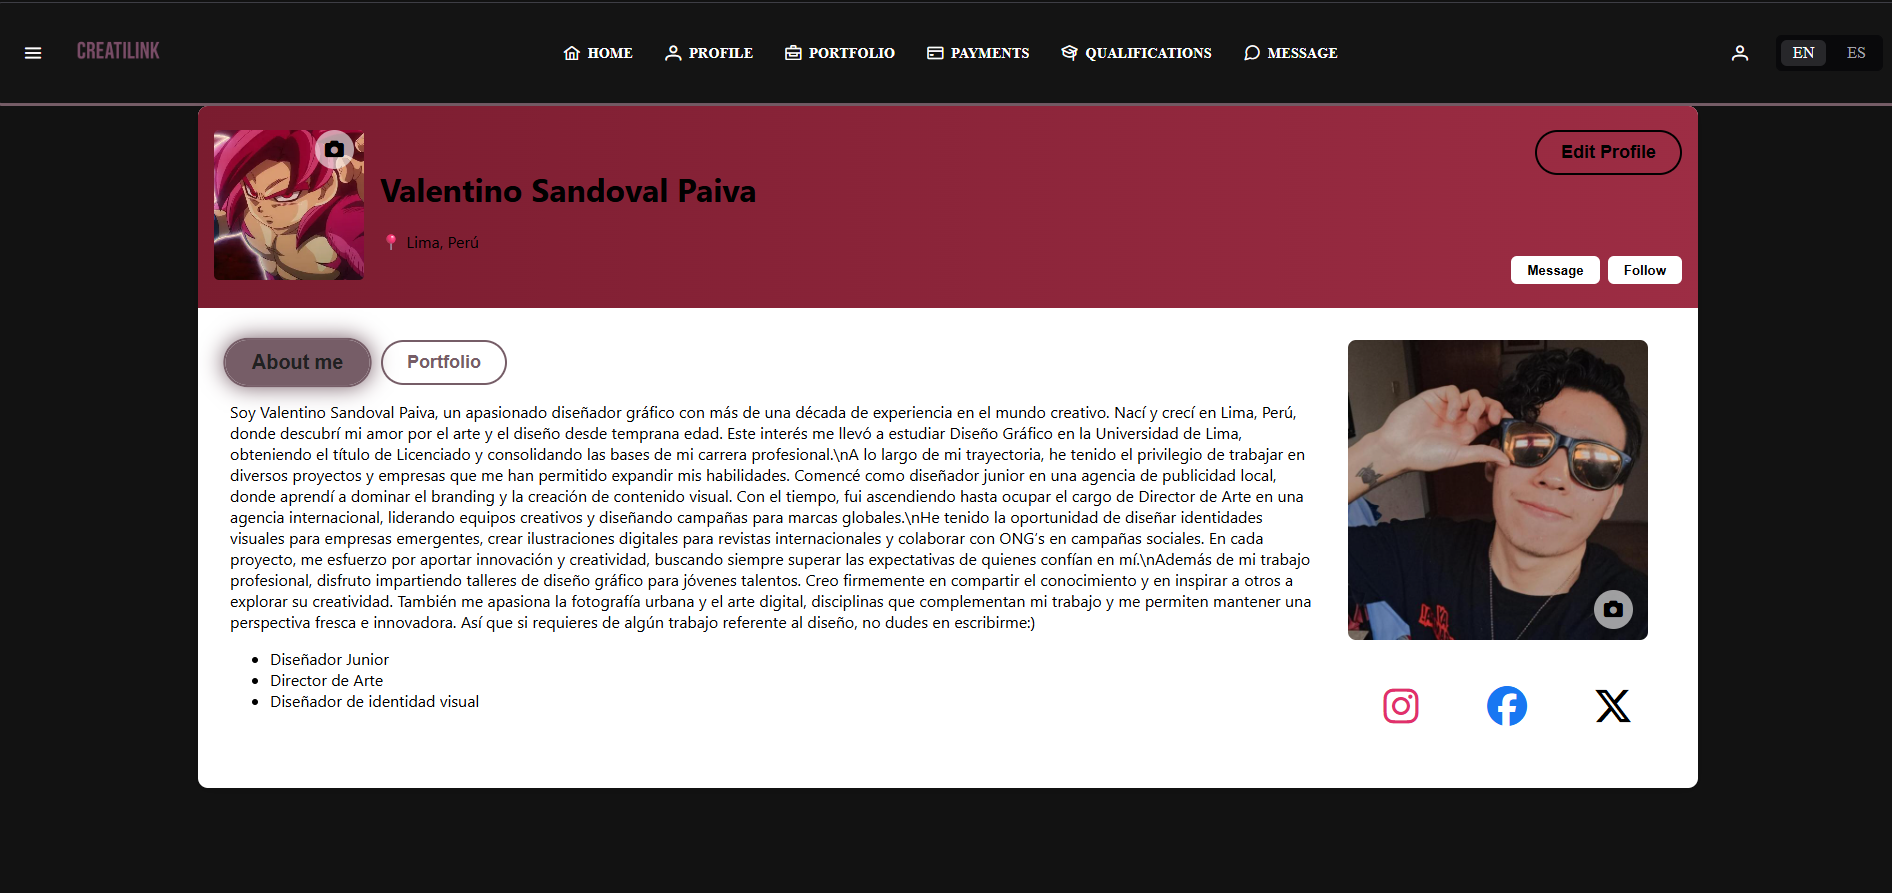 CREATILINK
HOME PROFILE PORTFOLIO PAYMENTS QUALIFICATIONS MESSAGE
EN ES
Edit Profile
Valentino Sandoval Paiva
Lima, Perú
Message Follow
About me Portfolio
Soy Valentino Sandoval Paiva, un apasionado diseñador gráfico con más de una década de experiencia en el mundo creativo. Nací y crecí en Lima, Perú,
donde descubrí mi amor por el arte y el diseño desde temprana edad. Este interés me llevó a estudiar Diseño Gráfico en la Universidad de Lima,
obteniendo el título de Licenciado y consolidando las bases de mi carrera profesional.\nA lo largo de mi trayectoria, he tenido el privilegio de trabajar en
diversos proyectos y empresas que me han permitido expandir mis habilidades. Comencé como diseñador junior en una agencia de publicidad local,
donde aprendí a dominar el branding y la creación de contenido visual. Con el tiempo, fui ascendiendo hasta ocupar el cargo de Director de Arte en una
agencia internacional, liderando equipos creativos y diseñando campañas para marcas globales.\nHe tenido la oportunidad de diseñar identidades
visuales para empresas emergentes, crear ilustraciones digitales para revistas internacionales y colaborar con ONG's en campañas sociales. En cada
proyecto, me esfuerzo por aportar innovación y creatividad, buscando siempre superar las expectativas de quienes confían en mí.\nAdemás de mi trabajo
profesional, disfruto impartiendo talleres de diseño gráfico para jóvenes talentos. Creo firmemente en compartir el conocimiento y en inspirar a otros a
explorar su creatividad. También me apasiona la fotografía urbana y el arte digital, disciplinas que complementan mi trabajo y me permiten mantener una
perspectiva fresca e innovadora. Así que si requieres de algún trabajo referente al diseño, no dudes en escribirme:)
• Diseñador Junior
• Director de Arte
• Diseñador de identidad visual